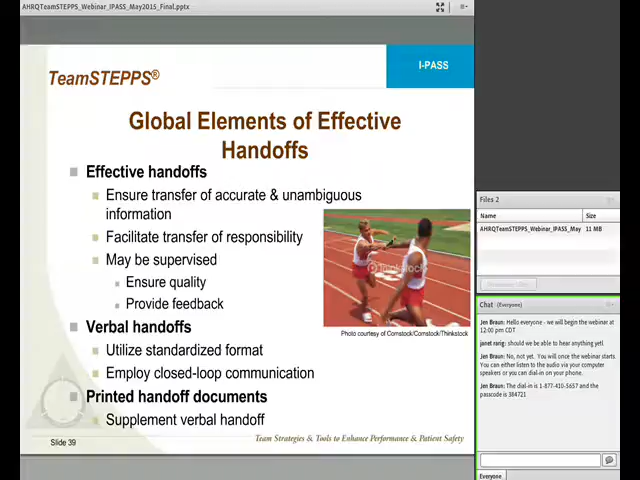 AHRQTeamSTEPPS_Webinar_IPASS_May2015_Final.pptx
I-PASS
TeamSTEPPS®
Global Elements of Effective
Handoffs
Effective handoffs
Ensure transfer of accurate & unambiguous
information
Facilitate transfer of responsibility
May be supervised
Ensure quality
Provide feedback
Photo courtesy of Comstock/Comstock/Thinkstock
Verbal handoffs
Utilize standardized format
Employ closed-loop communication
Printed handoff documents
Supplement verbal handoff
Slide 39
Team Strategies & Tools to Enhance Performance & Patient Safety
Files 2
Name
Size
AHRQTeamSTEPPS_Webinar_IPASS_May
11 MB
Chat (Everyone)
Jen Braun: Hello everyone - we will begin the webinar at
12:00 pm CDT
janet rarig: should we be able to hear anything yet?
Jen Braun: No, not yet. You will once the webinar starts.
You can either listen to the audio via your computer
speakers or you can dial-in on your phone.
Jen Braun: The dial-in is 1-877-410-5657 and the
passcode is 384721
Everyone